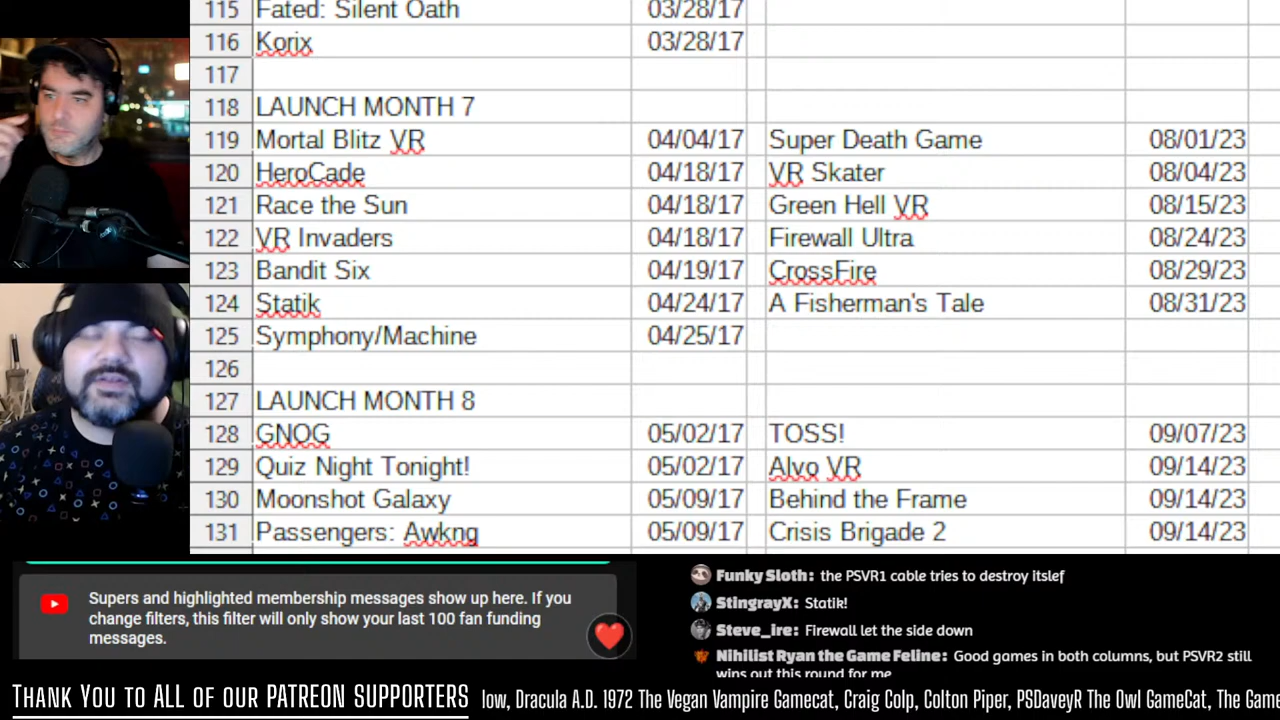 115 Fated: Silent Oath 03/28/17
116 Korix 03/28/17
117
118 LAUNCH MONTH 7
119 Mortal Blitz VR 04/04/17 Super Death Game 08/01/23
120 HeroCade 04/18/17 VR Skater 08/04/23
121 Race the Sun 04/18/17 Green Hell VR 08/15/23
122 VR Invaders 04/18/17 Firewall Ultra 08/24/23
123 Bandit Six 04/19/17 CrossFire 08/29/23
124 Statik 04/24/17 A Fisherman's Tale 08/31/23
125 Symphony/Machine 04/25/17
126
127 LAUNCH MONTH 8
128 GNOG 05/02/17 TOSS! 09/07/23
129 Quiz Night Tonight! 05/02/17 Alvo VR 09/14/23
130 Moonshot Galaxy 05/09/17 Behind the Frame 09/14/23
131 Passengers: Awkng 05/09/17 Crisis Brigade 2 09/14/23
Supers and highlighted membership messages show up here. If you
change filters, this filter will only show your last 100 fan funding
messages.
Funky Sloth: the PSVR1 cable tries to destroy itslef
StingrayX: Statik!
Steve_ire: Firewall let the side down
Nihilist Ryan the Game Feline: Good games in both columns, but PSVR2 still
wins out this round for me
THANK YOU TO ALL OF OUR PATREON SUPPORTERS low, Dracula A.D. 1972 The Vegan Vampire Gamecat, Craig Colp, Colton Piper, PSDaveyR The Owl GameCat, The Game